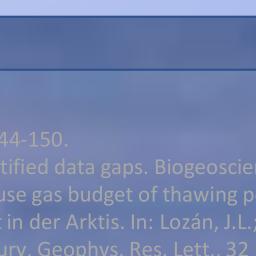 44-150.
tified data gaps. Biogeoscien
use gas budget of thawing p
in der Arktis. In: Lozán, J.L.;
ury. Geophys. Res. Lett., 32